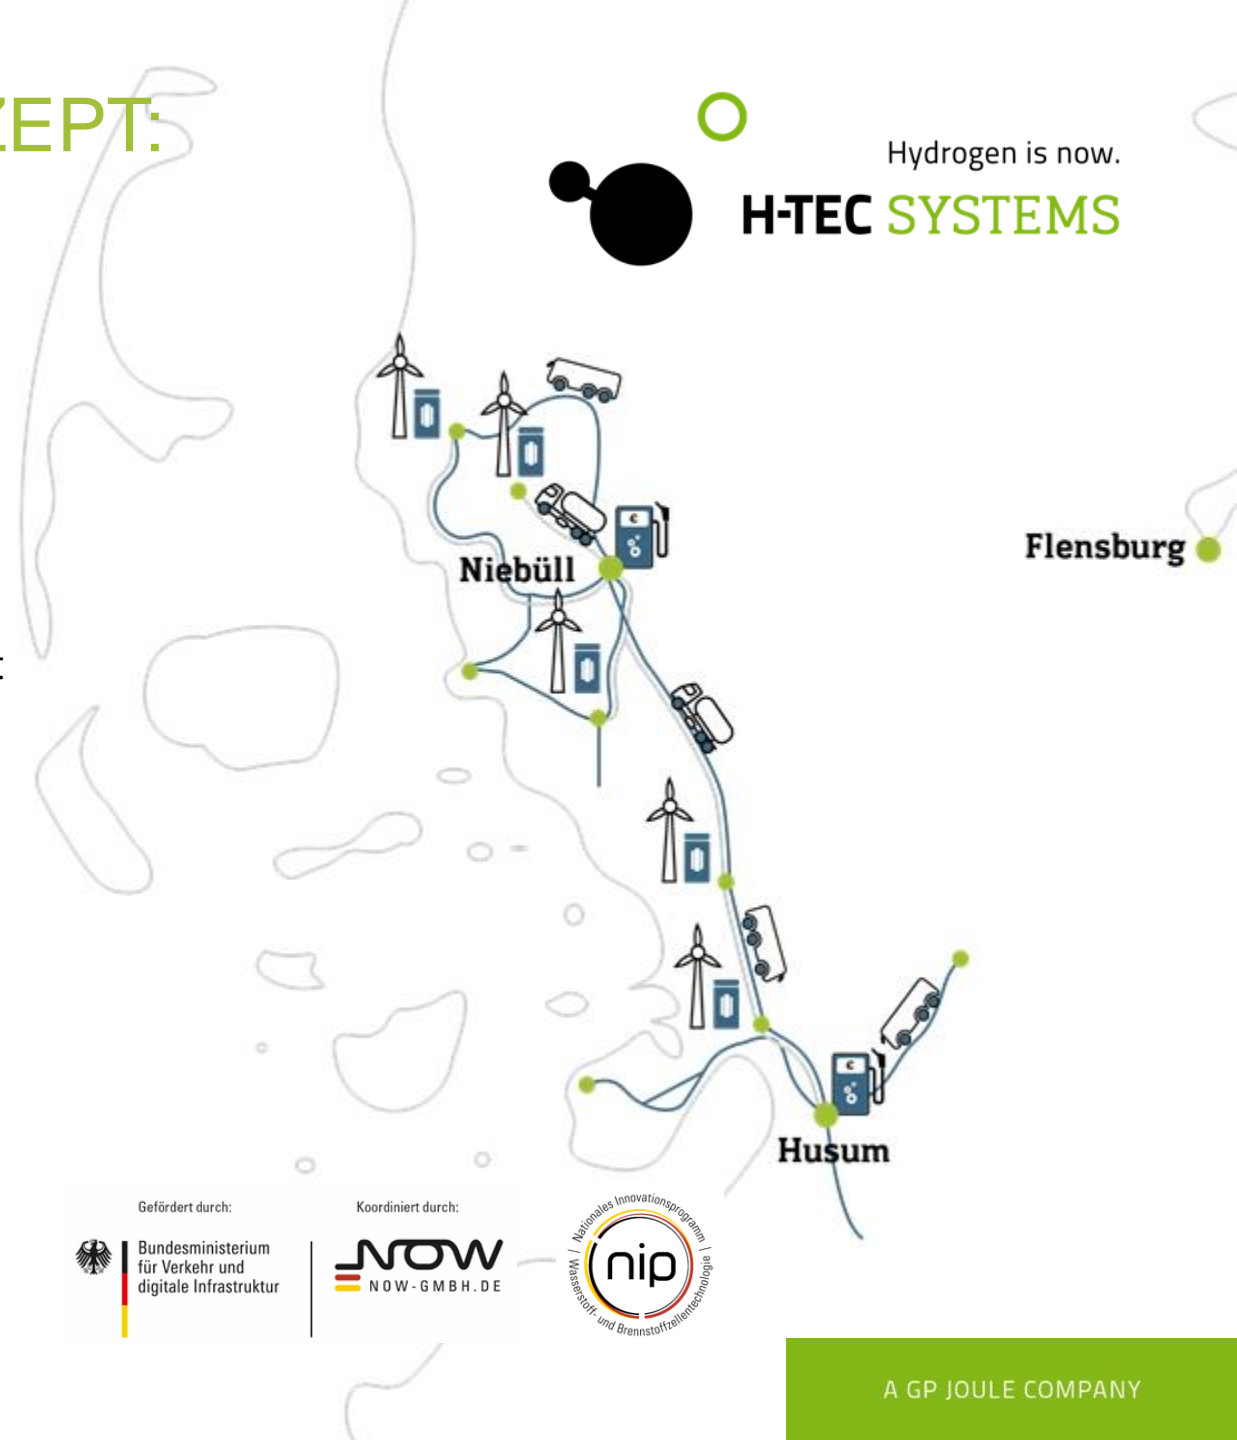 ZEPT:
Hydrogen is now.
H-TEC SYSTEMS
€
Niebüll
Flensburg
€
Husum
Gefördert durch:
Bundesministerium
für Verkehr und
digitale Infrastruktur
Koordiniert durch:
NOW
NOW-GMBH.DE
Nationales Innovationsprogramm | Wasserstoff- und Brennstoffzellentechnologie |
nip
A GP JOULE COMPANY